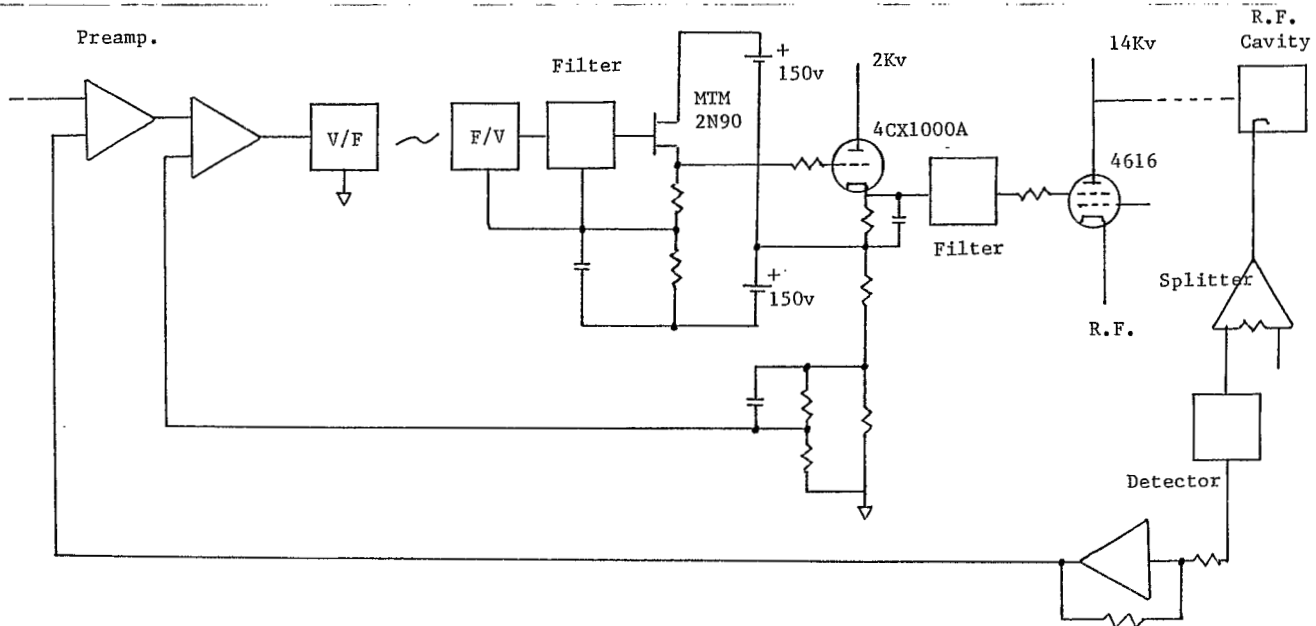 Preamp.
V/F
F/V
Filter
MTM
2N90
+
150v
+
150v
2Kv
4CX1000A
Filter
14Kv
4616
R.F.
R.F.
Cavity
Splitter
Detector